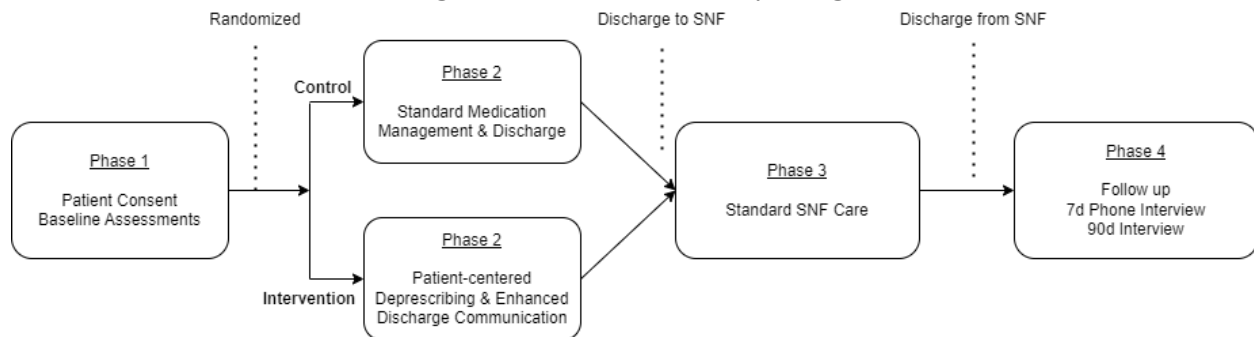 Randomized
Discharge to SNF
Discharge from SNF
Phase 1
Patient Consent
Baseline Assessments
Control
Phase 2
Standard Medication
Management & Discharge
Intervention
Phase 2
Patient-centered
Deprescribing & Enhanced
Discharge Communication
Phase 3
Standard SNF Care
Phase 4
Follow up
7d Phone Interview
90d Interview